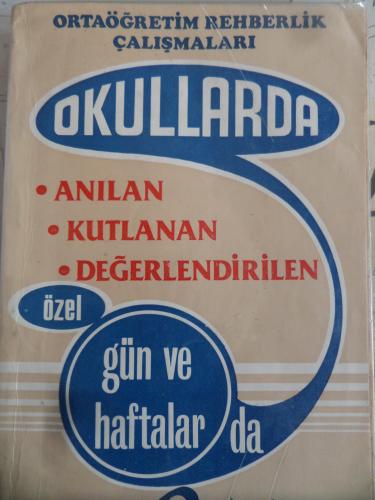 ORTAÖĞRETİM REHBERLİK
ÇALIŞMALARI
OKULLARDA
• ANILAN
• KUTLANAN
• DEĞERLENDİRİLEN
özel
gün ve
haftalar da